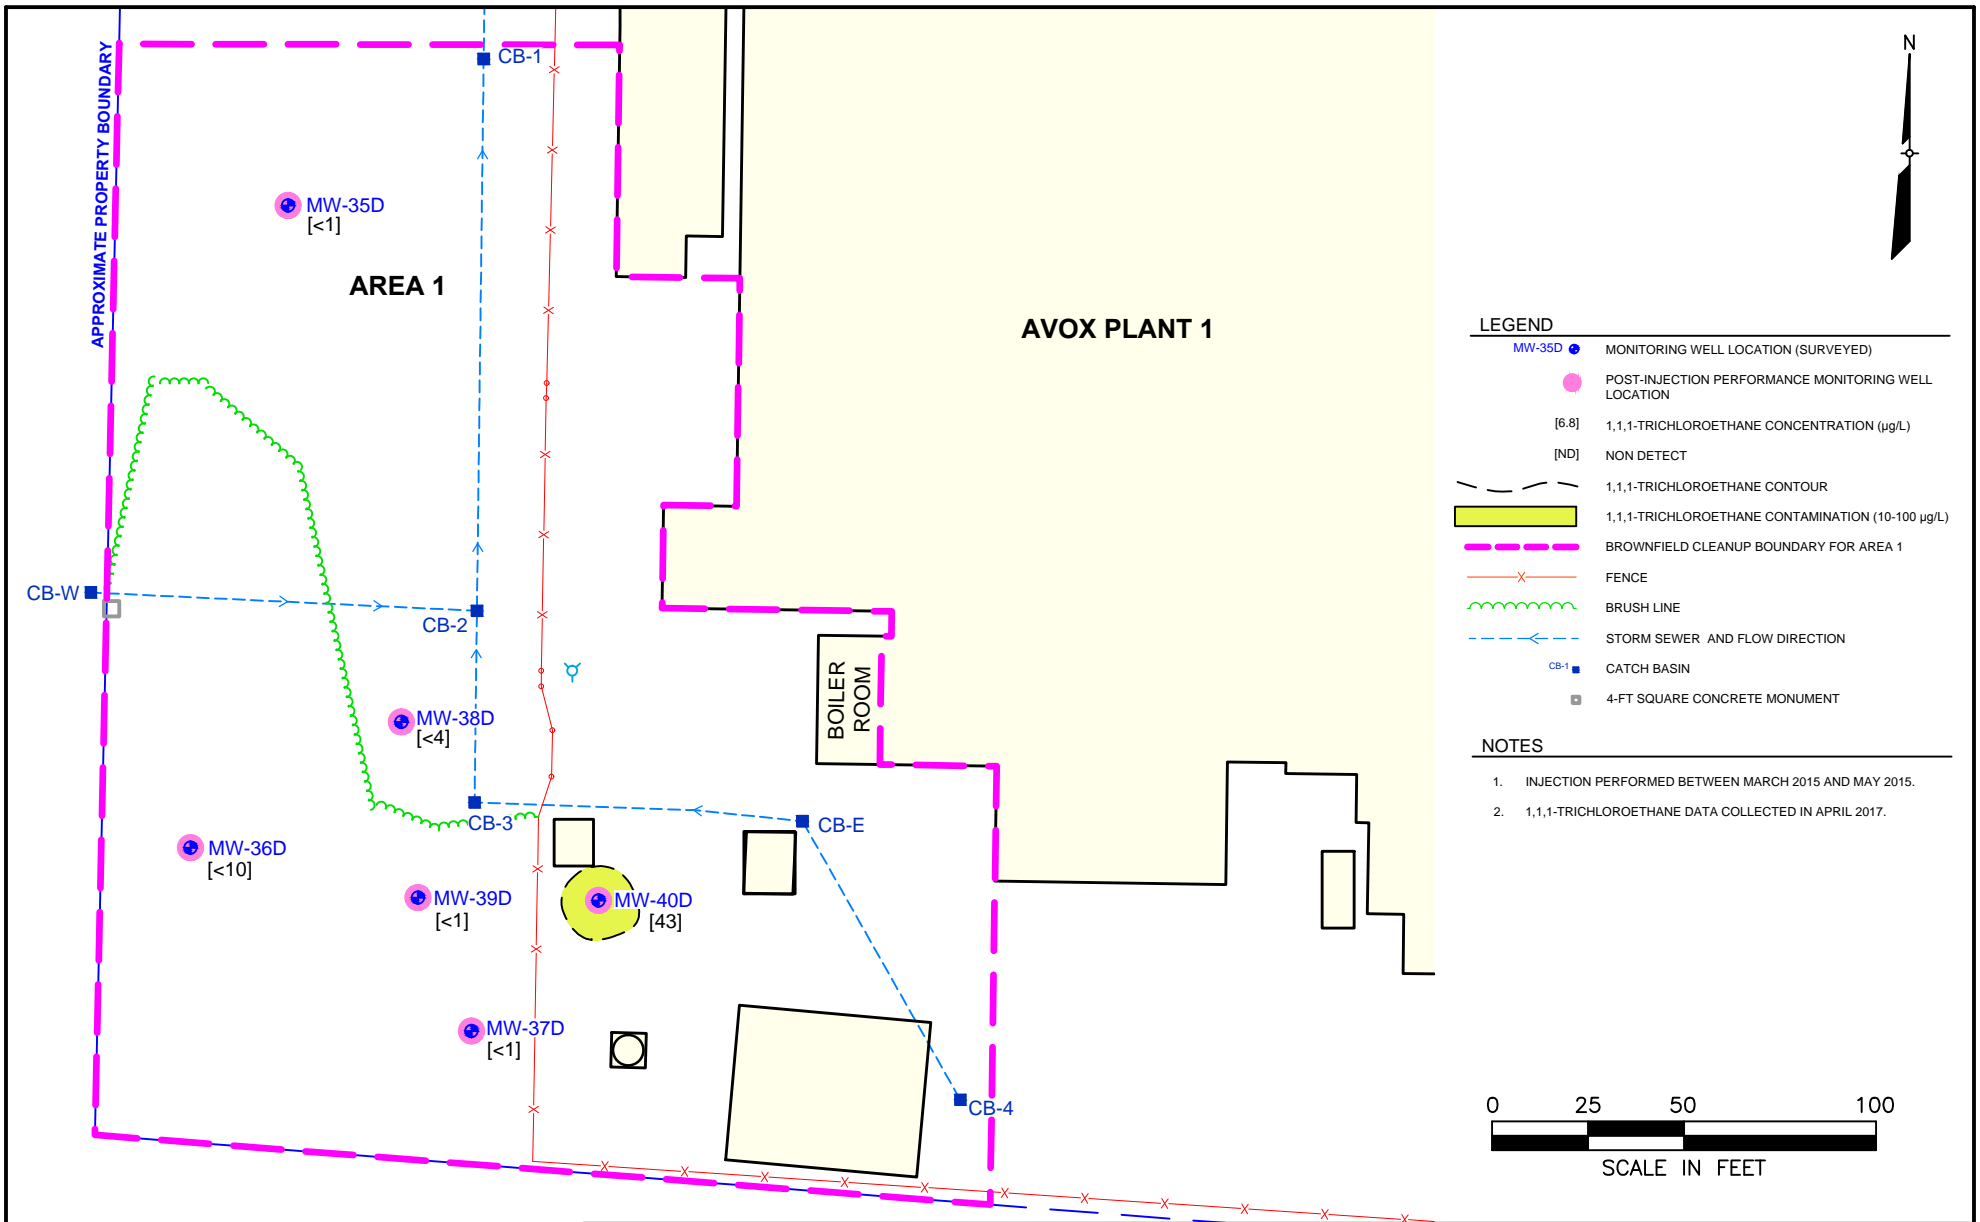 CB-1
N
APPROXIMATE PROPERTY BOUNDARY
MW-35D
[<1]
AREA 1
AVOX PLANT 1
CB-W
CB-2
BOILER
ROOM
MW-38D
[<4]
CB-3
CB-E
MW-36D
[<10]
MW-39D
[<1]
MW-40D
[43]
MW-37D
[<1]
CB-4
LEGEND
MW-35D MONITORING WELL LOCATION (SURVEYED)
POST-INJECTION PERFORMANCE MONITORING WELL
LOCATION
[6.8] 1,1,1-TRICHLOROETHANE CONCENTRATION (µg/L)
[ND] NON DETECT
1,1,1-TRICHLOROETHANE CONTOUR
1,1,1-TRICHLOROETHANE CONTAMINATION (10-100 µg/L)
BROWNFIELD CLEANUP BOUNDARY FOR AREA 1
X FENCE
BRUSH LINE
STORM SEWER AND FLOW DIRECTION
CB-1 CATCH BASIN
4-FT SQUARE CONCRETE MONUMENT
NOTES
1. INJECTION PERFORMED BETWEEN MARCH 2015 AND MAY 2015.
2. 1,1,1-TRICHLOROETHANE DATA COLLECTED IN APRIL 2017.
0 25 50 100
SCALE IN FEET